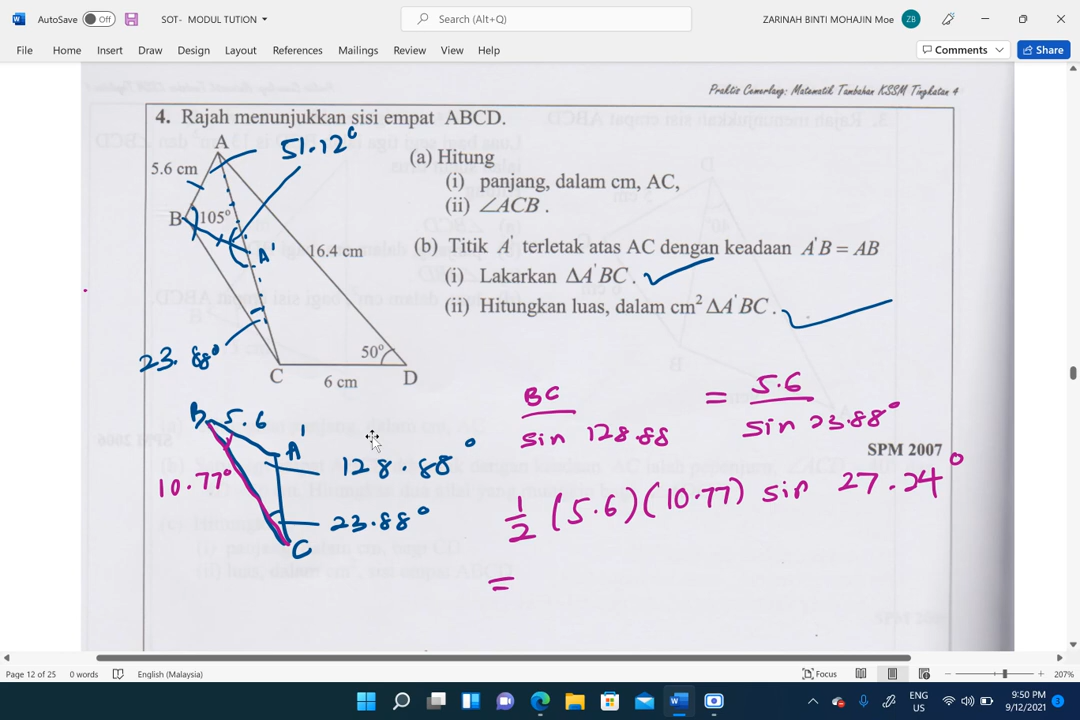 AutoSave Off SOT- MODUL TUTION Search (Alt+Q) ZARINAH BINTI MOHAJIN Moe ZB
File Home Insert Draw Design Layout References Mailings Review View Help Comments Share
Praktis Cemerlang: Matematik Tambahan KSSM Tingkatan 4
4. Rajah menunjukkan sisi empat ABCD.
A
51.12°
5.6 cm
B
105°
A'
16.4 cm
23.88°
50°
C
D
6 cm
(a) Hitung
(i) panjang, dalam cm, AC,
(ii) ∠ACB .
(b) Titik A' terletak atas AC dengan keadaan A'B = AB
(i) Lakarkan ΔA'BC .
(ii) Hitungkan luas, dalam cm² ΔA'BC .
B 5.6
A'
128.88°
10.77°
23.88°
C
BC / sin 128.88 = 5.6 / sin 23.88°
SPM 2007
1/2 (5.6)(10.77) sin 27.24°
=
Page 12 of 25 0 words English (Malaysia) Focus 207%
ENG US 9:50 PM 9/12/2021 3